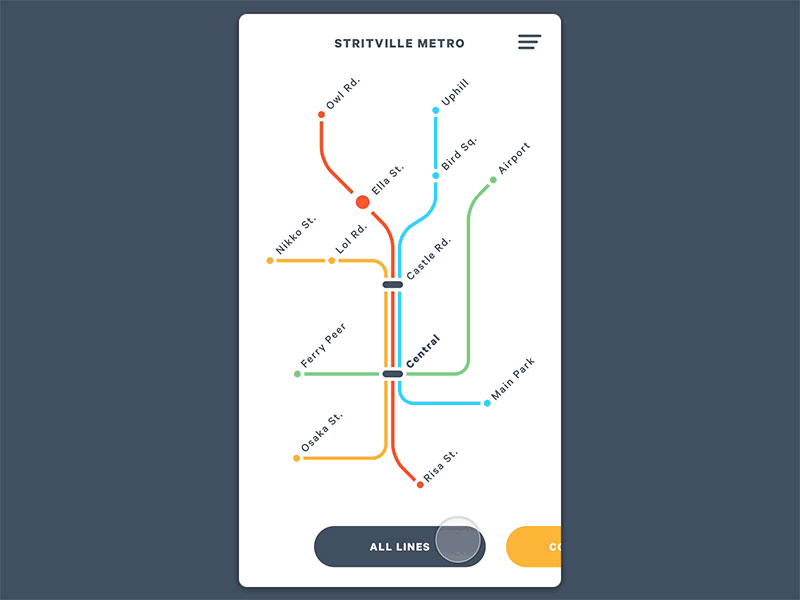 STRITVILLE METRO
Owl Rd.
Uphill
Bird Sq.
Airport
Ella St.
Nikko St.
Lol Rd.
Castle Rd.
Ferry Peer
Central
Main Park
Osaka St.
Risa St.
ALL LINES